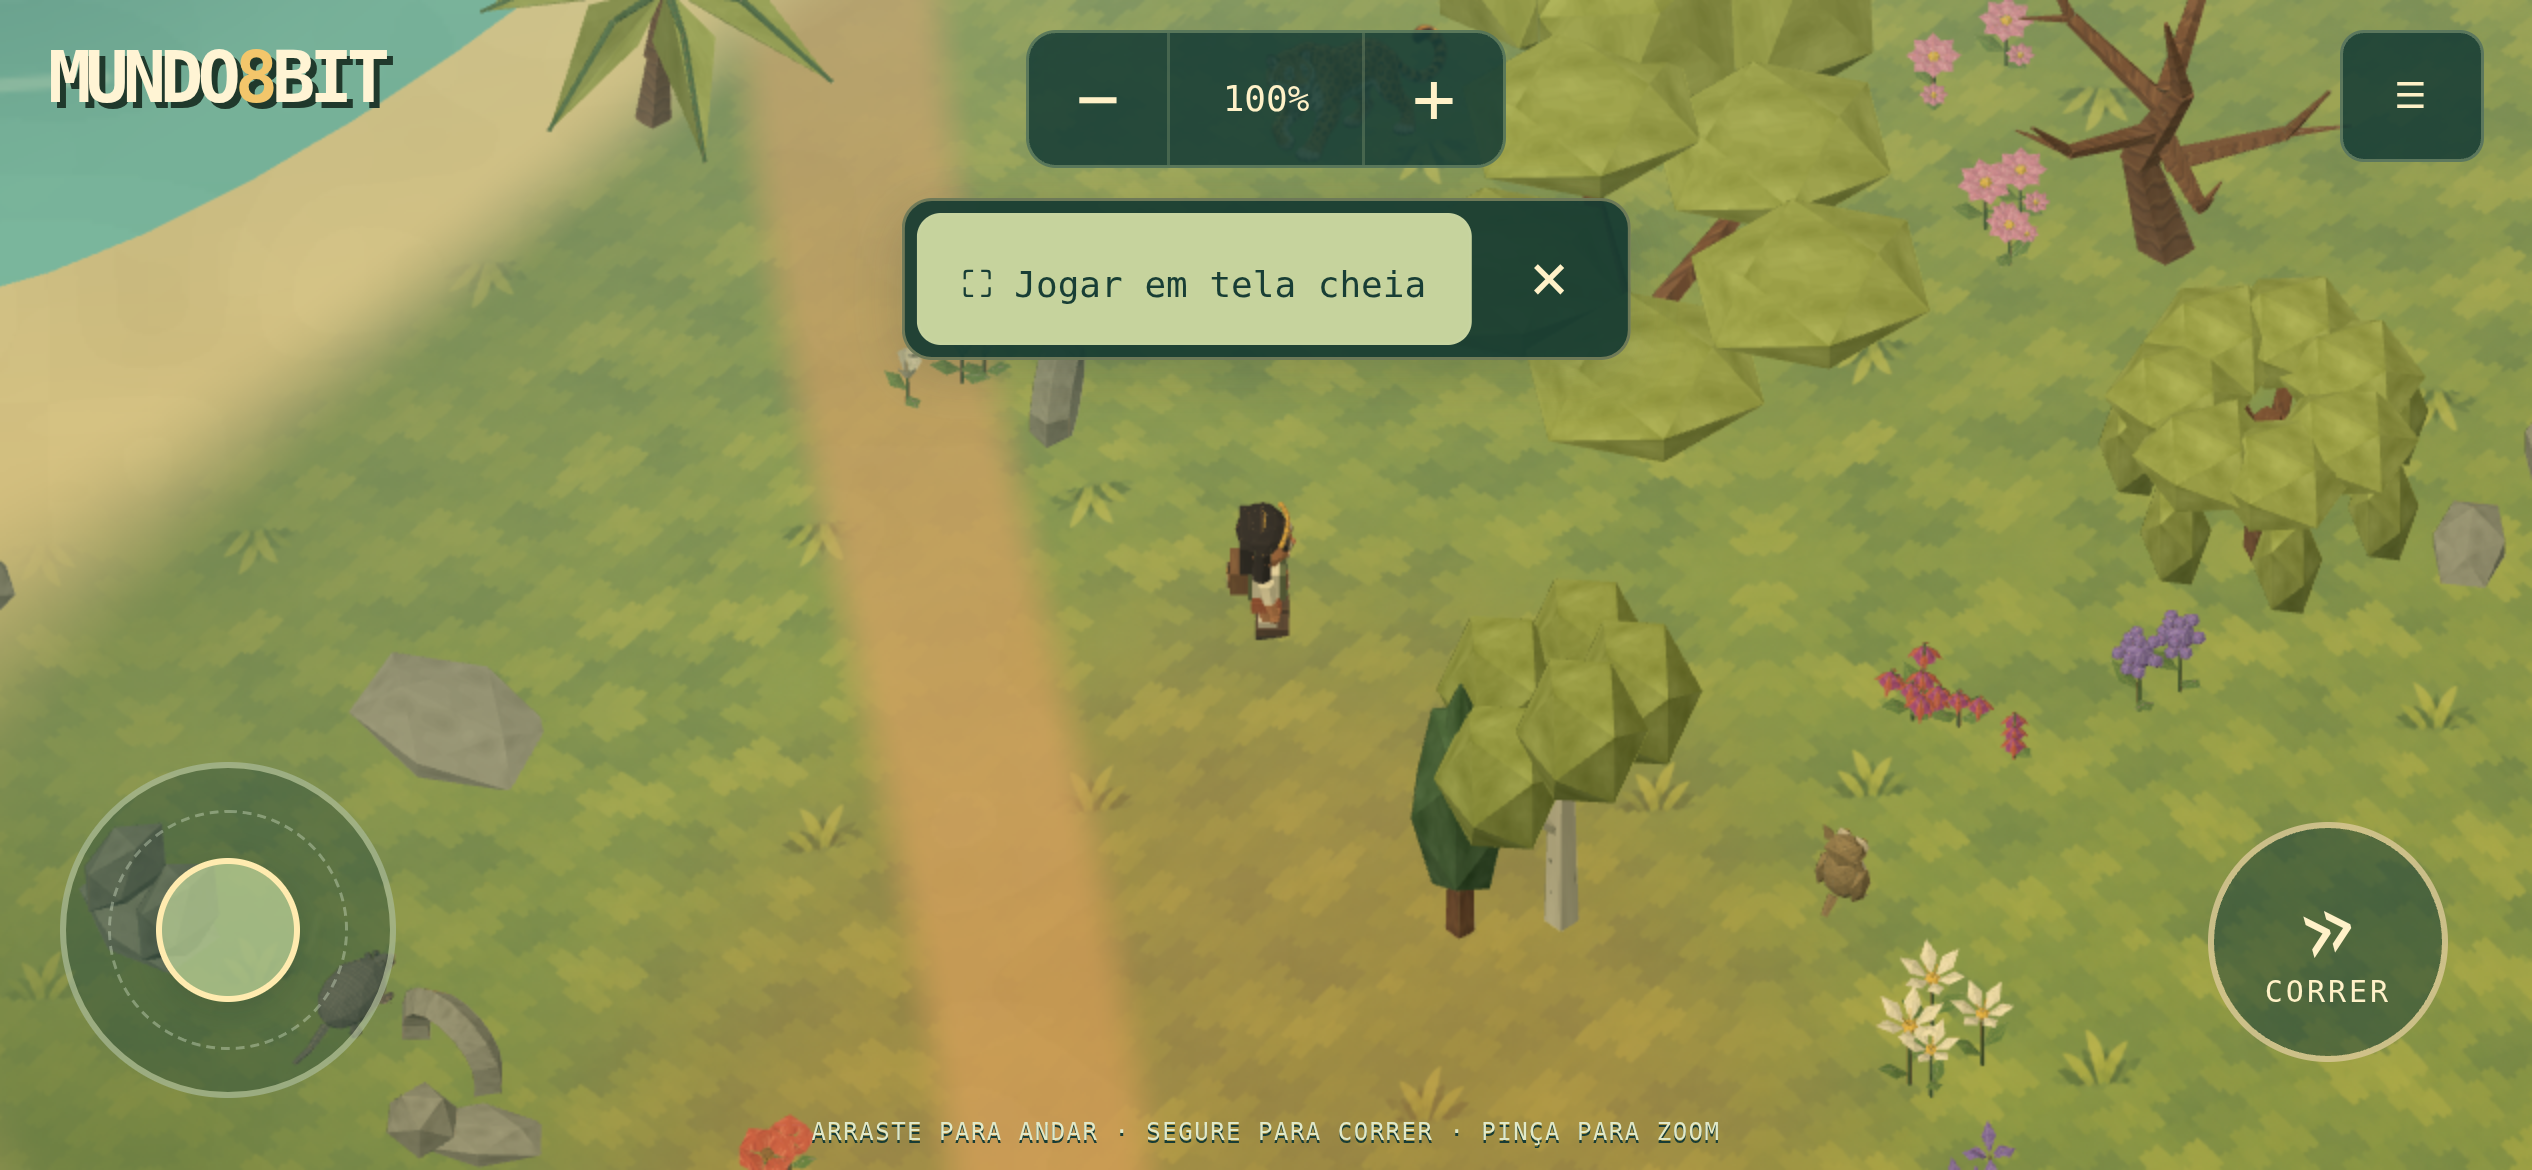 MUNDO8BIT
− 100% +
☰
⛶ Jogar em tela cheia ✕
» CORRER
ARRASTE PARA ANDAR · SEGURE PARA CORRER · PINÇA PARA ZOOM